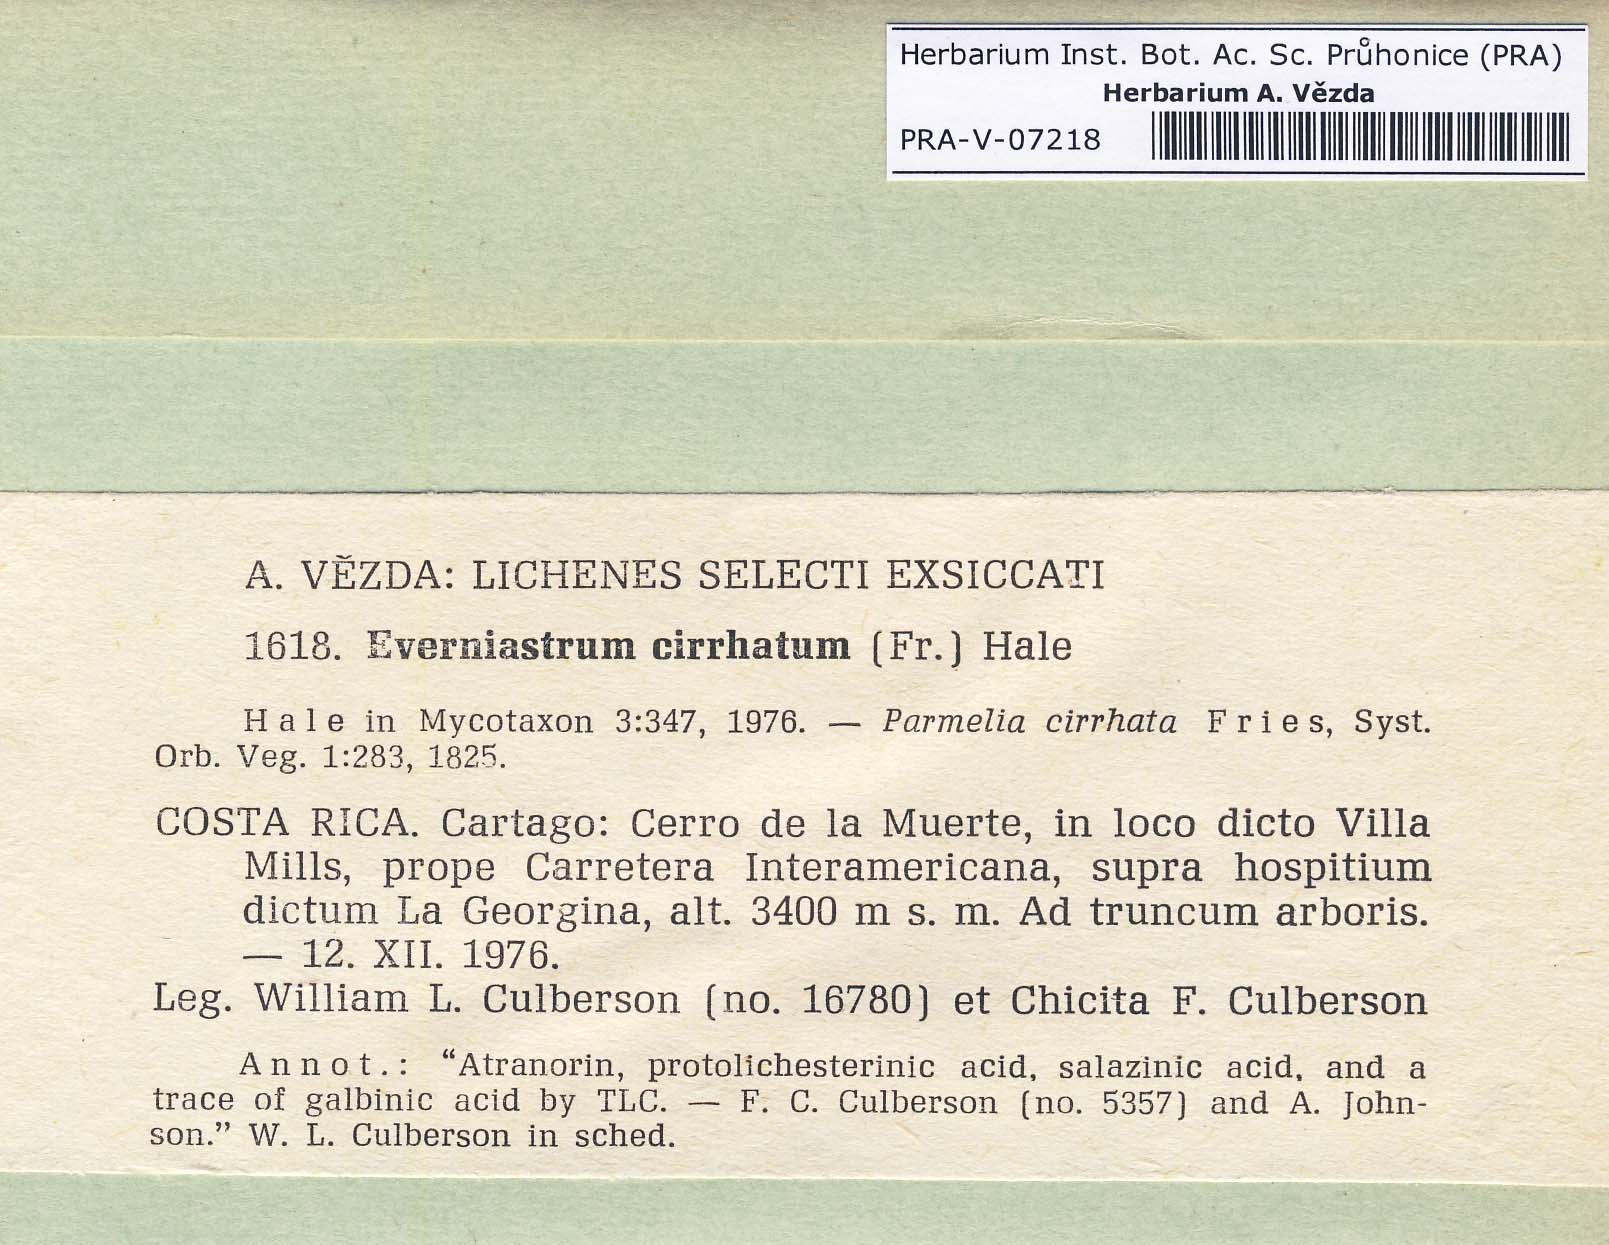 Herbarium Inst. Bot. Ac. Sc. Průhonice (PRA)
Herbarium A. Vězda
PRA-V-07218
A. VĚZDA: LICHENES SELECTI EXSICCATI
1618. Everniastrum cirrhatum (Fr.) Hale
Hale in Mycotaxon 3:347, 1976. — Parmelia cirrhata Fries, Syst.
Orb. Veg. 1:283, 1825.
COSTA RICA. Cartago: Cerro de la Muerte, in loco dicto Villa
Mills, prope Carretera Interamericana, supra hospitium
dictum La Georgina, alt. 3400 m s. m. Ad truncum arboris.
— 12. XII. 1976.
Leg. William L. Culberson (no. 16780) et Chicita F. Culberson
Annot.: “Atranorin, protolichesterinic acid, salazinic acid, and a
trace of galbinic acid by TLC. — F. C. Culberson (no. 5357) and A. John-
son.” W. L. Culberson in sched.